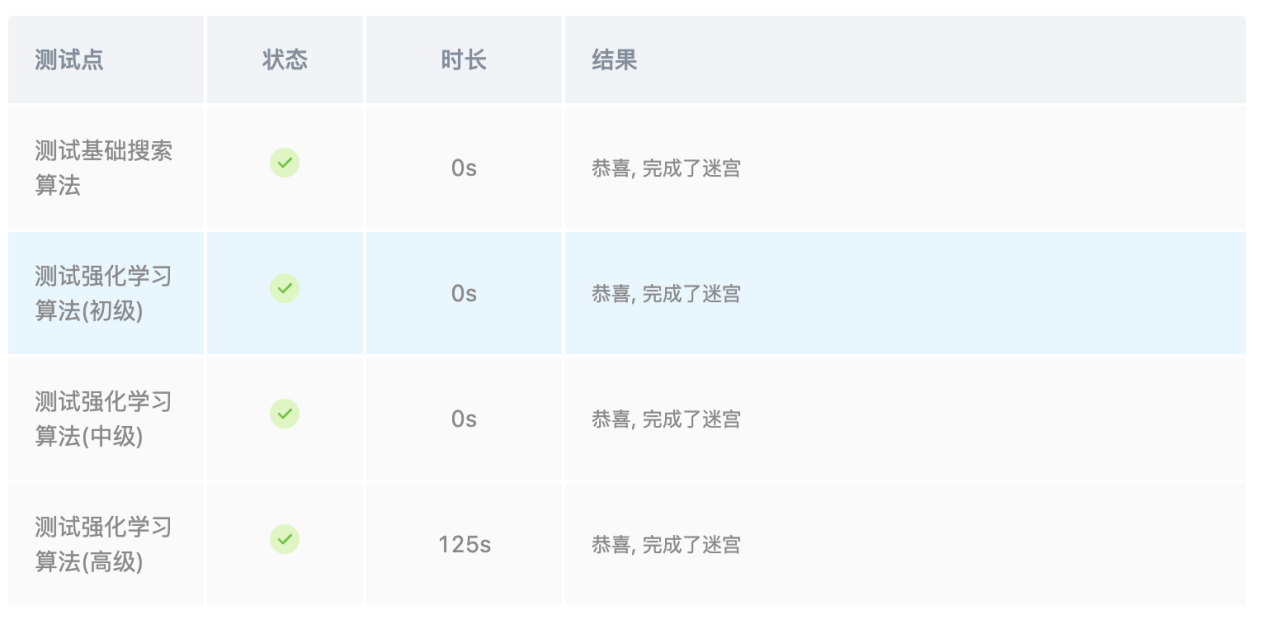 测试点 状态 时长 结果
测试基础搜索
算法 0s 恭喜, 完成了迷宫
测试强化学习
算法(初级) 0s 恭喜, 完成了迷宫
测试强化学习
算法(中级) 0s 恭喜, 完成了迷宫
测试强化学习
算法(高级) 125s 恭喜, 完成了迷宫